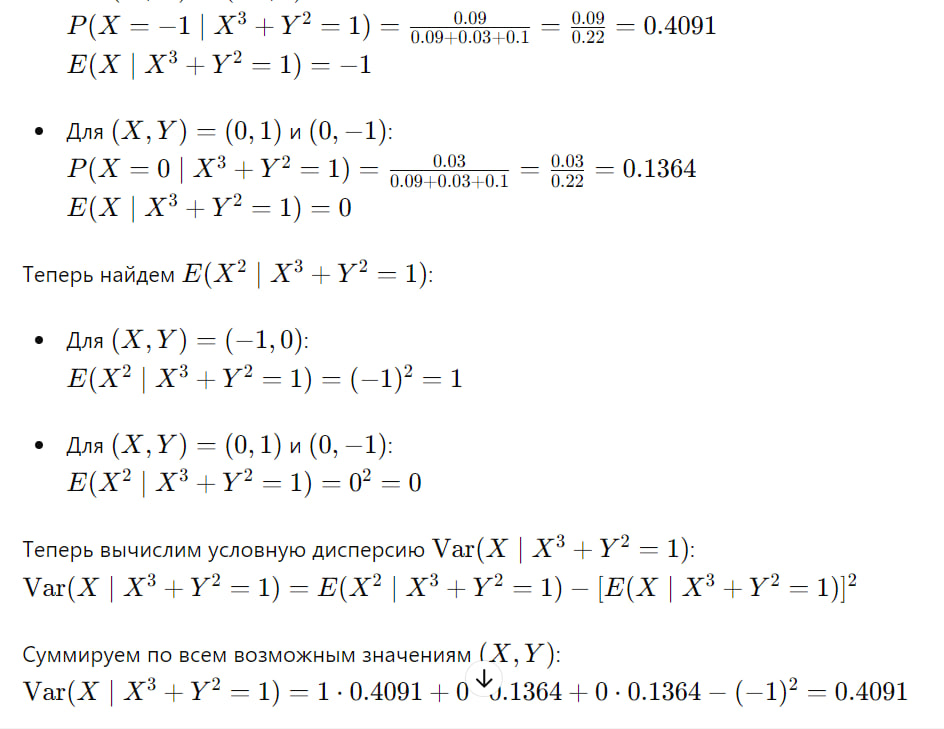 P(X = −1 | X³ + Y² = 1) = 0.09/(0.09+0.03+0.1) = 0.09/0.22 = 0.4091
E(X | X³ + Y² = 1) = −1
• Для (X, Y) = (0, 1) и (0, −1):
P(X = 0 | X³ + Y² = 1) = 0.03/(0.09+0.03+0.1) = 0.03/0.22 = 0.1364
E(X | X³ + Y² = 1) = 0
Теперь найдем E(X² | X³ + Y² = 1):
• Для (X, Y) = (−1, 0):
E(X² | X³ + Y² = 1) = (−1)² = 1
• Для (X, Y) = (0, 1) и (0, −1):
E(X² | X³ + Y² = 1) = 0² = 0
Теперь вычислим условную дисперсию Var(X | X³ + Y² = 1):
Var(X | X³ + Y² = 1) = E(X² | X³ + Y² = 1) − [E(X | X³ + Y² = 1)]²
Суммируем по всем возможным значениям (X, Y):
Var(X | X³ + Y² = 1) = 1 · 0.4091 + 0 .1364 + 0 · 0.1364 − (−1)² = 0.4091